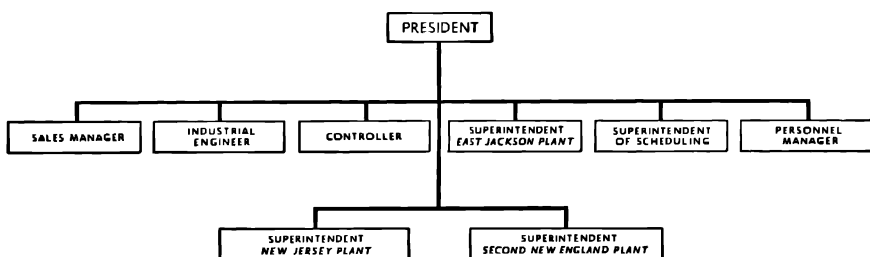 PRESIDENT
SALES MANAGER
INDUSTRIAL
ENGINEER
CONTROLLER
SUPERINTENDENT
EAST JACKSON PLANT
SUPERINTENDENT
OF SCHEDULING
PERSONNEL
MANAGER
SUPERINTENDENT
NEW JERSEY PLANT
SUPERINTENDENT
SECOND NEW ENGLAND PLANT